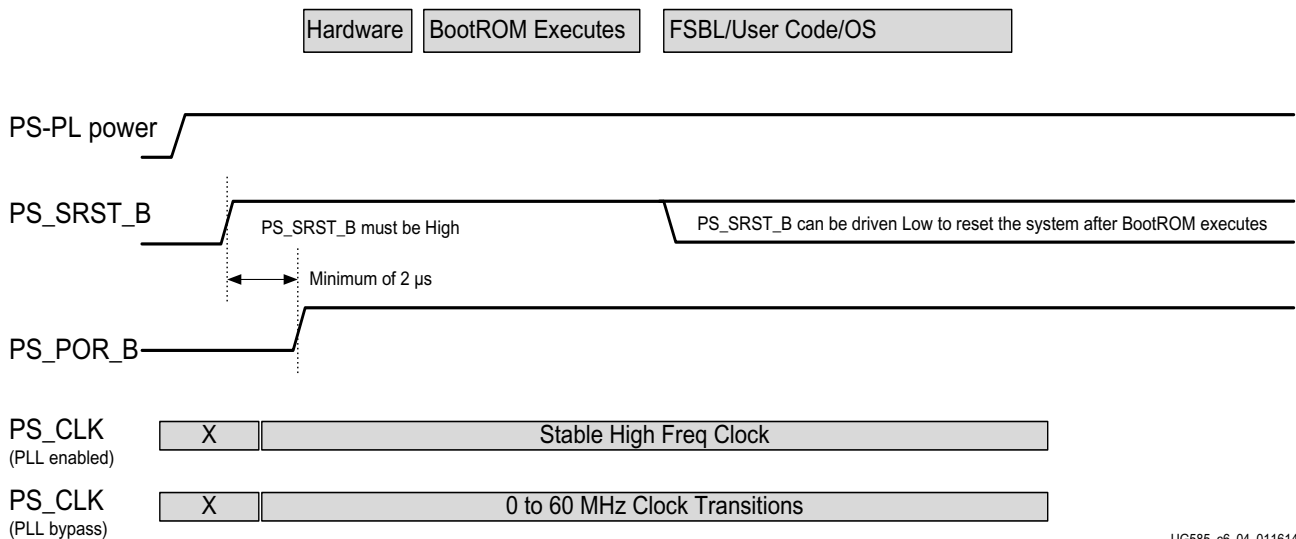 Hardware
BootROM Executes
FSBL/User Code/OS
PS-PL power
PS_SRST_B
PS_SRST_B must be High
PS_SRST_B can be driven Low to reset the system after BootROM executes
Minimum of 2 µs
PS_POR_B
PS_CLK
(PLL enabled)
X
Stable High Freq Clock
PS_CLK
(PLL bypass)
X
0 to 60 MHz Clock Transitions
UG585_c6_04_011614